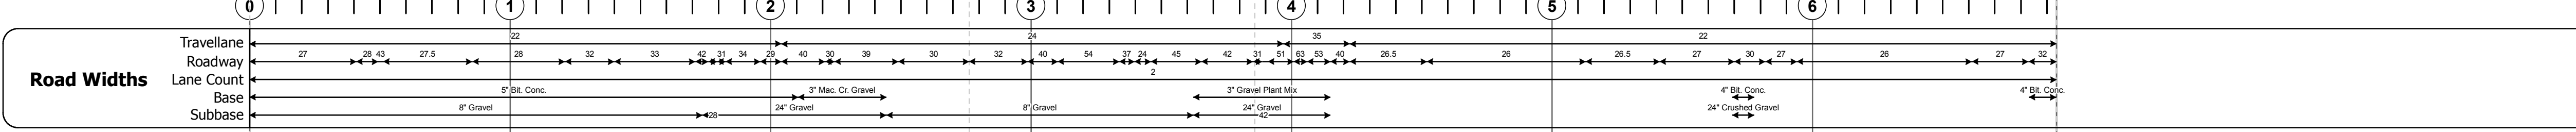 0 1 2 3 4 5 6
Travellane 22 24 35 22
Roadway 27 28 43 27.5 28 32 33 42 31 34 29 40 30 39 30 32 40 54 37 24 45 42 31 51 63 53 40 26.5 26 26.5 27 30 27 26 27 32
Road Widths
Lane Count 2
Base 5" Bit. Conc. 3" Mac. Cr. Gravel 3" Gravel Plant Mix 4" Bit. Conc. 4" Bit. Conc.
8" Gravel 24" Gravel 8" Gravel 24" Gravel 24" Crushed Gravel
Subbase 28 42